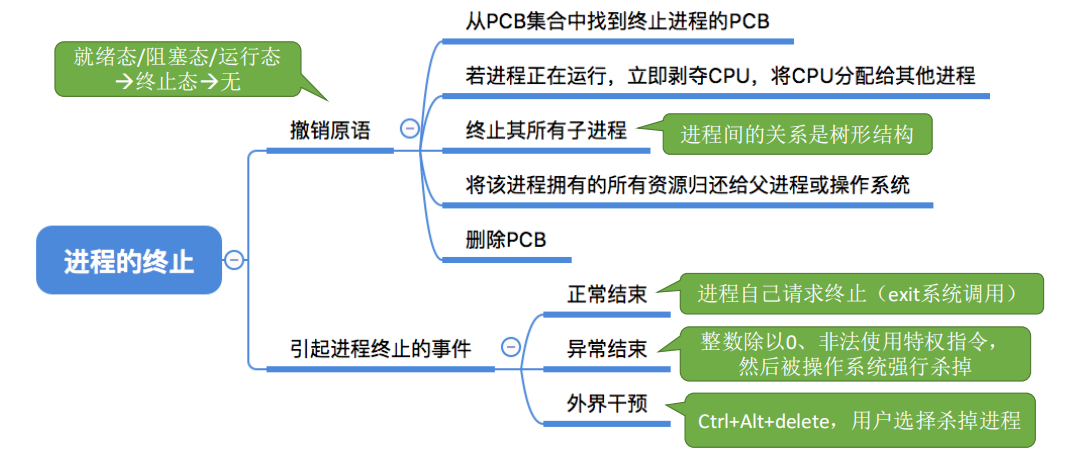 从PCB集合中找到终止进程的PCB
就绪态/阻塞态/运行态
→终止态→无
若进程正在运行，立即剥夺CPU，将CPU分配给其他进程
撤销原语
终止其所有子进程
进程间的关系是树形结构
将该进程拥有的所有资源归还给父进程或操作系统
删除PCB
进程的终止
正常结束
进程自己请求终止（exit系统调用）
引起进程终止的事件
异常结束
整数除以0、非法使用特权指令，
然后被操作系统强行杀掉
外界干预
Ctrl+Alt+delete，用户选择杀掉进程